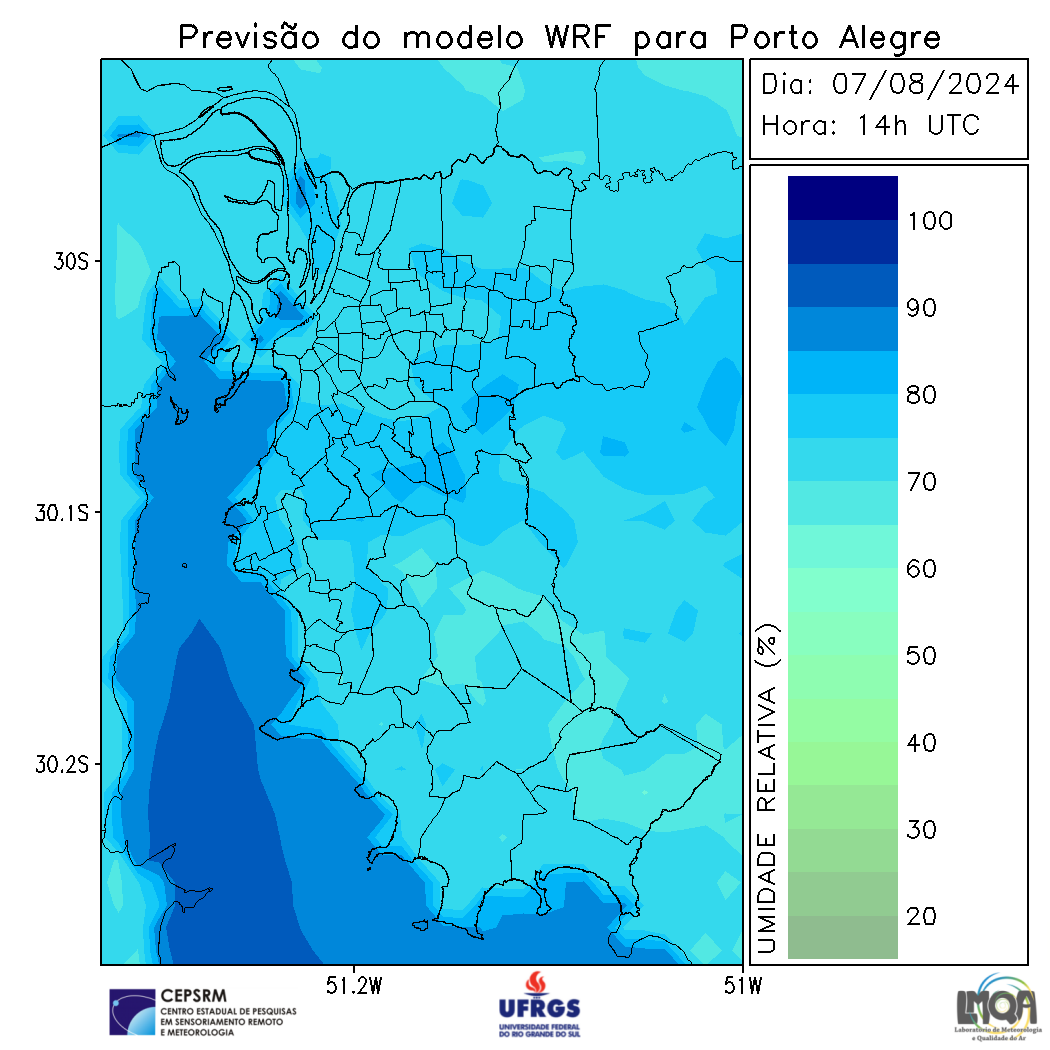 Previsão do modelo WRF para Porto Alegre
Dia: 07/08/2024
Hora: 14h UTC
30S
30.1S
30.2S
51.2W
51W
100
90
80
70
60
50
40
30
20
UMIDADE RELATIVA (%)
CEPSRM
CENTRO ESTADUAL DE PESQUISAS
EM SENSORIAMENTO REMOTO
E METEOROLOGIA
UFRGS
UNIVERSIDADE FEDERAL
DO RIO GRANDE DO SUL
LMQA
Laboratório de Meteorologia
e Qualidade do Ar